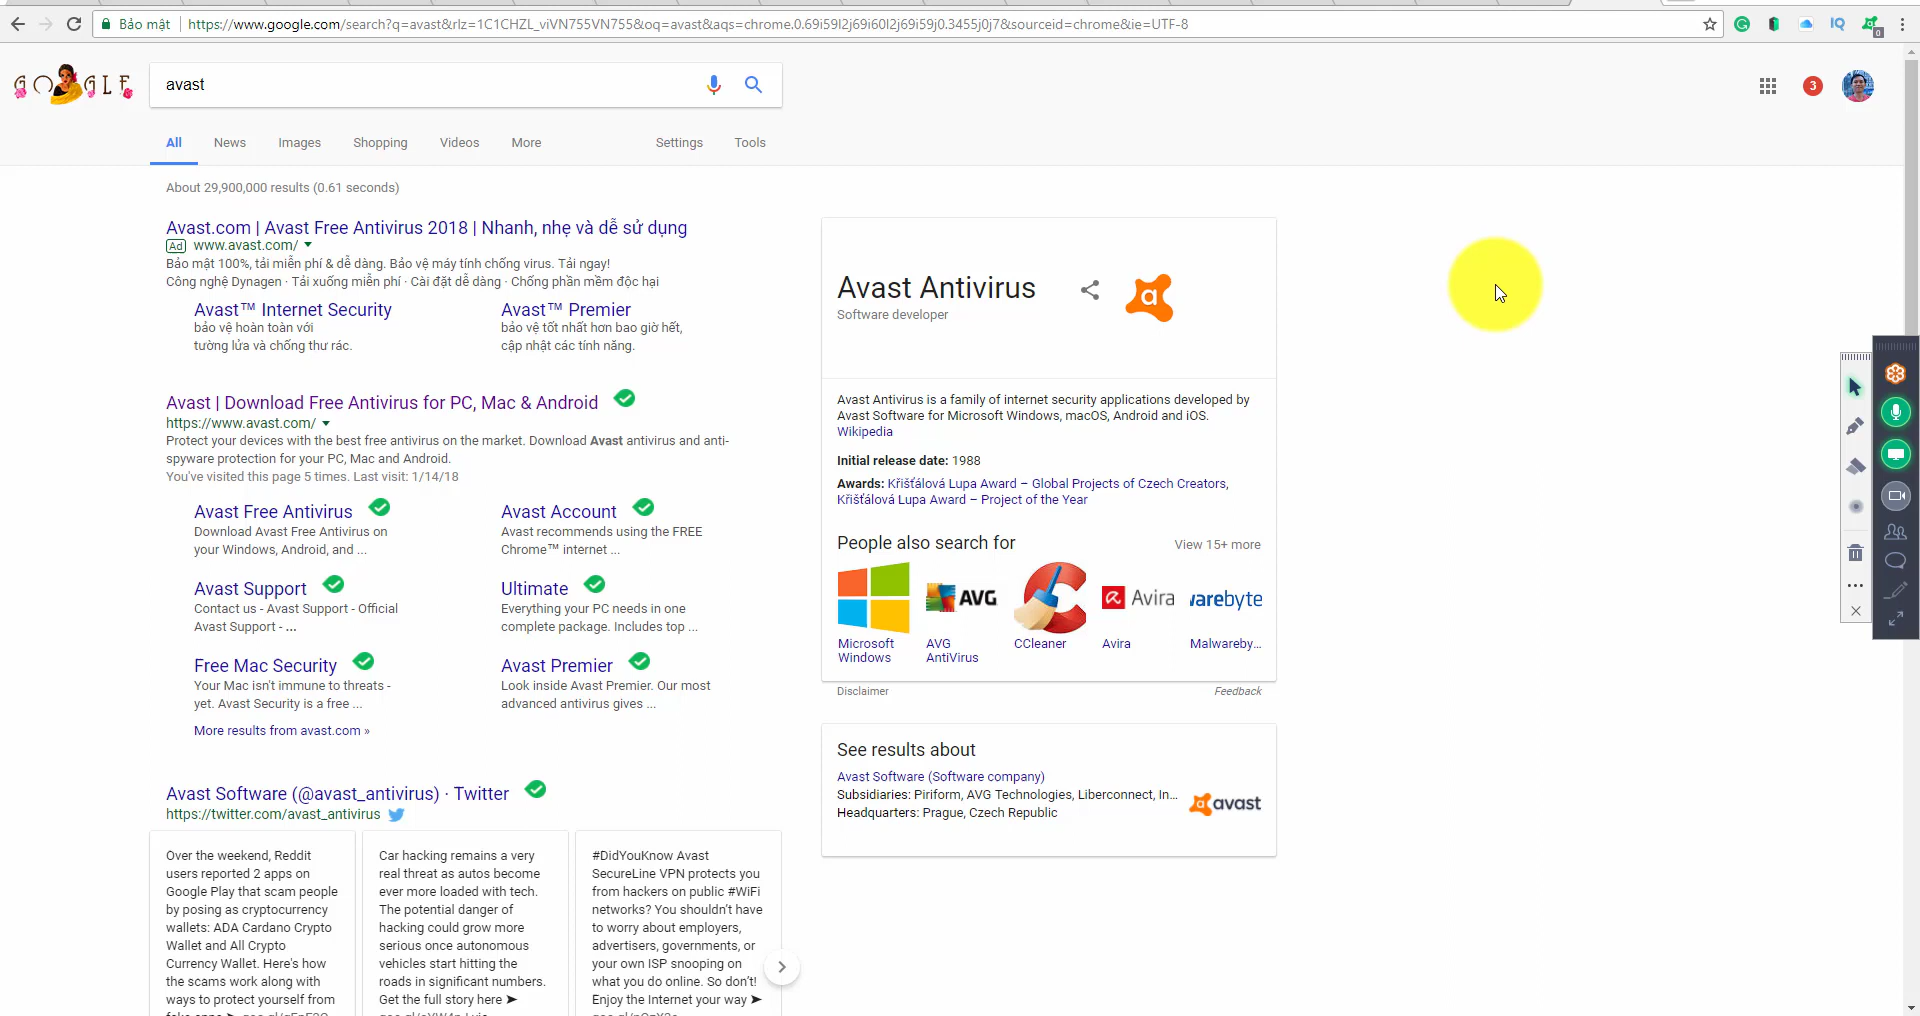 Bảo mật
https://www.google.com/search?q=avast&rlz=1C1CHZL_viVN755VN755&oq=avast&aqs=chrome.0.69i59l2j69i60l2j69i59j0.3455j0j7&sourceid=chrome&ie=UTF-8
IQ
0
GOOGLE
avast
3
All News Images Shopping Videos More Settings Tools
About 29,900,000 results (0.61 seconds)
Avast.com | Avast Free Antivirus 2018 | Nhanh, nhẹ và dễ sử dụng
Ad www.avast.com/
Bảo mật 100%, tải miễn phí & dễ dàng. Bảo vệ máy tính chống virus. Tải ngay!
Công nghệ Dynagen · Tải xuống miễn phí · Cài đặt dễ dàng · Chống phần mềm độc hại
Avast™ Internet Security
bảo vệ hoàn toàn với
tường lửa và chống thư rác.
Avast™ Premier
bảo vệ tốt nhất hơn bao giờ hết,
cập nhật các tính năng.
Avast | Download Free Antivirus for PC, Mac & Android
https://www.avast.com/
Protect your devices with the best free antivirus on the market. Download Avast antivirus and anti-
spyware protection for your PC, Mac and Android.
You've visited this page 5 times. Last visit: 1/14/18
Avast Free Antivirus
Download Avast Free Antivirus on
your Windows, Android, and ...
Avast Account
Avast recommends using the FREE
Chrome™ internet ...
Avast Support
Contact us - Avast Support - Official
Avast Support - ...
Ultimate
Everything your PC needs in one
complete package. Includes top ...
Free Mac Security
Your Mac isn't immune to threats -
yet. Avast Security is a free ...
Avast Premier
Look inside Avast Premier. Our most
advanced antivirus gives ...
More results from avast.com »
Avast Software (@avast_antivirus) · Twitter
https://twitter.com/avast_antivirus
Over the weekend, Reddit
users reported 2 apps on
Google Play that scam people
by posing as cryptocurrency
wallets: ADA Cardano Crypto
Wallet and All Crypto
Currency Wallet. Here's how
the scams work along with
ways to protect yourself from
Car hacking remains a very
real threat as autos become
ever more loaded with tech.
The potential danger of
hacking could grow more
serious once autonomous
vehicles start hitting the
roads in significant numbers.
Get the full story here ➤
#DidYouKnow Avast
SecureLine VPN protects you
from hackers on public #WiFi
networks? You shouldn't have
to worry about employers,
advertisers, governments, or
your own ISP snooping on
what you do online. So don't!
Enjoy the Internet your way ➤
Avast Antivirus
Software developer
a
Avast Antivirus is a family of internet security applications developed by
Avast Software for Microsoft Windows, macOS, Android and iOS.
Wikipedia
Initial release date: 1988
Awards: Křišťálová Lupa Award – Global Projects of Czech Creators,
Křišťálová Lupa Award – Project of the Year
People also search for
View 15+ more
AVG
Avira
warebyte
Microsoft
Windows
AVG
AntiVirus
CCleaner
Avira
Malwareby...
Disclaimer
Feedback
See results about
Avast Software (Software company)
Subsidiaries: Piriform, AVG Technologies, Liberconnect, In...
Headquarters: Prague, Czech Republic
avast